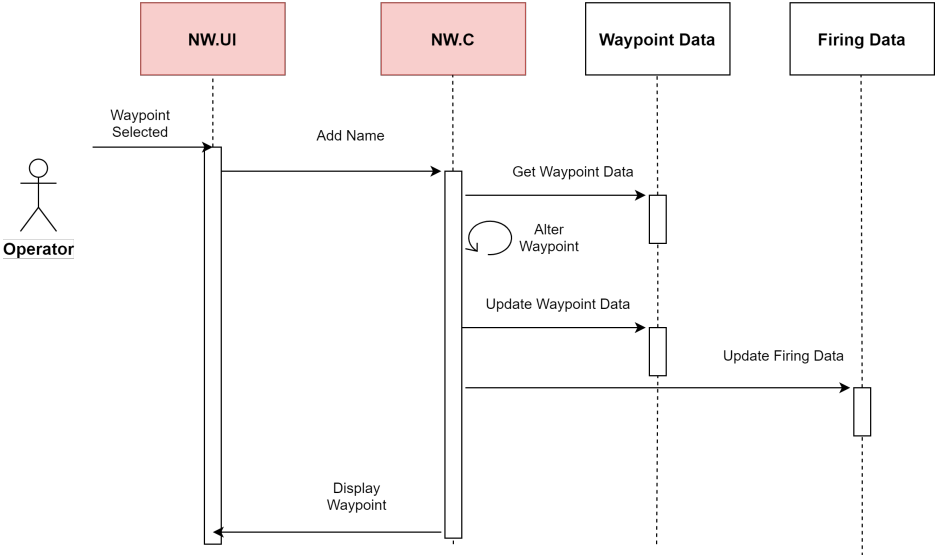 NW.UI
NW.C
Waypoint Data
Firing Data
Waypoint
Selected
Add Name
Get Waypoint Data
Alter
Waypoint
Operator
Update Waypoint Data
Update Firing Data
Display
Waypoint